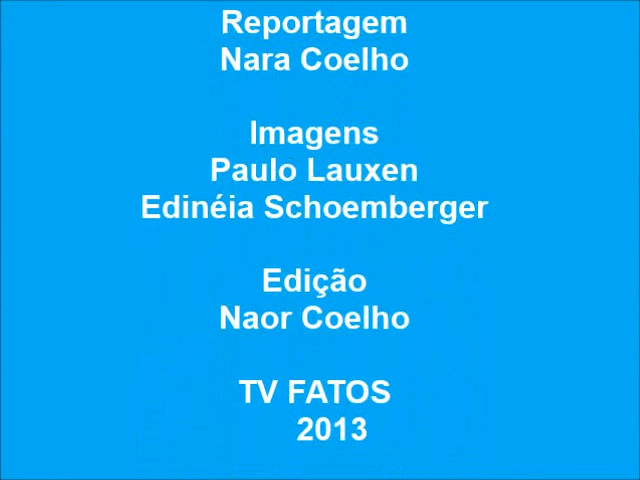 Reportagem
Nara Coelho
Imagens
Paulo Lauxen
Edinéia Schoemberger
Edição
Naor Coelho
TV FATOS
2013